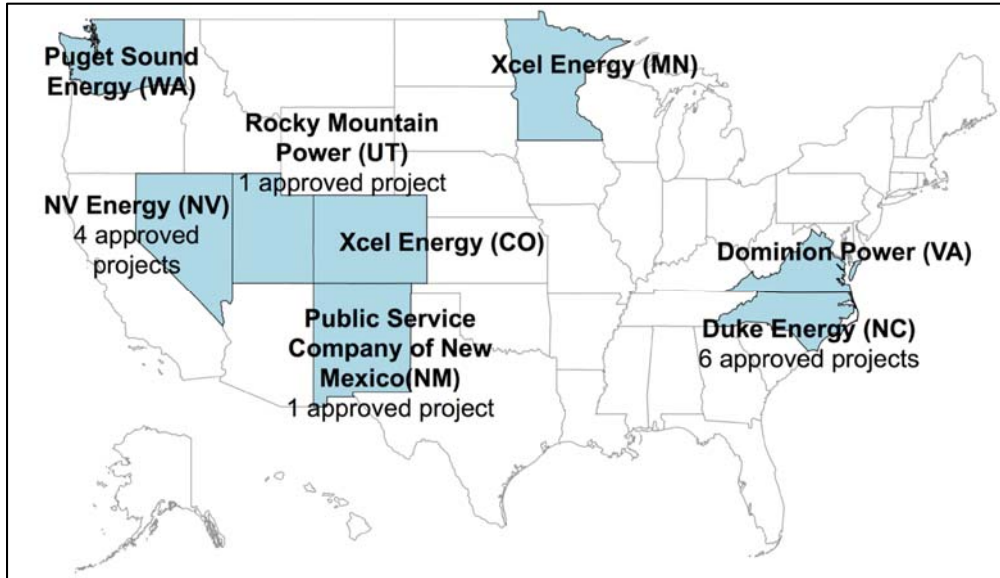 Puget Sound
Energy (WA)
Xcel Energy (MN)
Rocky Mountain
Power (UT)
1 approved project
NV Energy (NV)
4 approved
projects
Xcel Energy (CO)
Dominion Power (VA)
Public Service
Company of New
Mexico(NM)
1 approved project
Duke Energy (NC)
6 approved projects